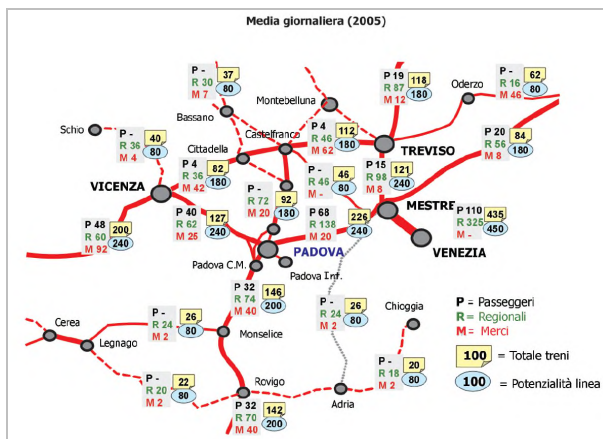 Media giornaliera (2005)
P -
R 30
M 7
37
80
P 19
R 87
M 12
118
180
P -
R 16
M 46
62
80
Oderzo
Montebelluna
Bassano
Schio
P -
R 36
M 4
40
80
Castelfranco
P 4
R 46
M 62
112
180
TREVISO
P 20
R 56
M 8
84
180
Cittadella
P 4
R 36
M 42
82
180
P -
R 46
M -
46
80
P 15
R 98
M 8
121
240
VICENZA
P -
R 72
M 20
92
180
MESTRE
P 48
R 60
M 92
200
240
P 40
R 62
M 25
127
240
P 68
R 138
M 20
226
240
P 110
R 325
M -
435
450
PADOVA
VENEZIA
Padova C.M.
Padova Int.
P 32
R 74
M 40
146
200
P -
R 24
M 2
26
80
Chioggia
P = Passeggeri
R = Regionali
M = Merci
Cerea
P -
R 24
M 2
26
80
Monselice
Legnago
100 = Totale treni
P -
R 20
M 2
22
80
Rovigo
P -
R 18
M 2
20
80
100 = Potenzialità linea
Adria
P 32
R 70
M 40
142
200